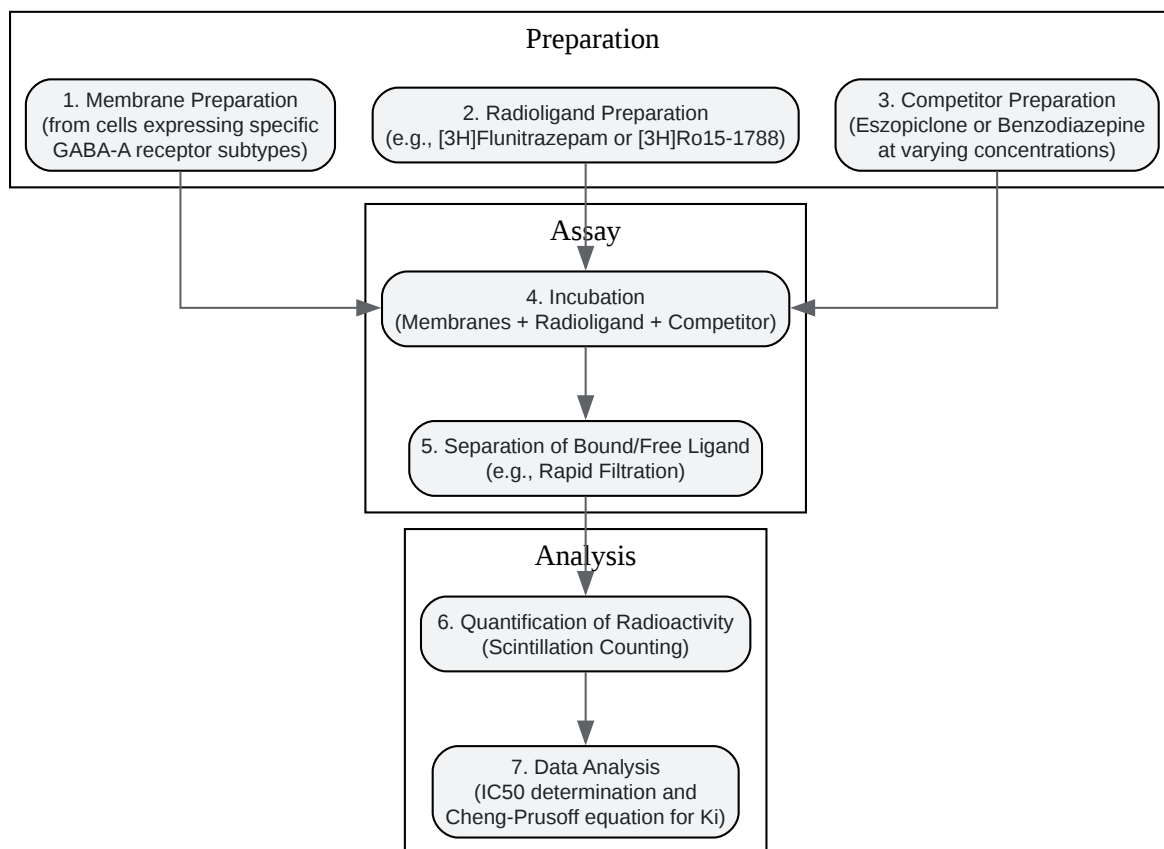 Preparation
1. Membrane Preparation
(from cells expressing specific
GABA-A receptor subtypes)
2. Radioligand Preparation
(e.g., [3H]Flunitrazepam or [3H]Ro15-1788)
3. Competitor Preparation
(Eszopiclone or Benzodiazepine
at varying concentrations)
Assay
4. Incubation
(Membranes + Radioligand + Competitor)
5. Separation of Bound/Free Ligand
(e.g., Rapid Filtration)
Analysis
6. Quantification of Radioactivity
(Scintillation Counting)
7. Data Analysis
(IC50 determination and
Cheng-Prusoff equation for Ki)